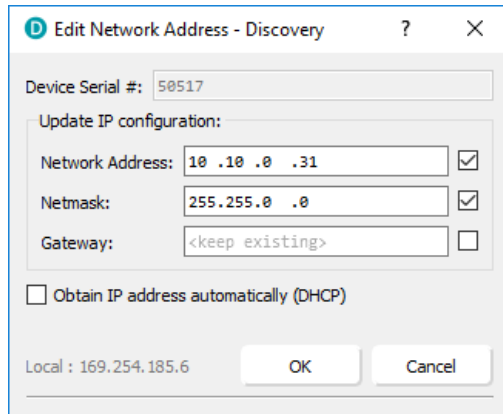 D Edit Network Address - Discovery ?
Device Serial #: 50517
Update IP configuration:
Network Address: 10 .10 .0 .31
Netmask: 255.255.0 .0
Gateway: <keep existing>
Obtain IP address automatically (DHCP)
Local : 169.254.185.6 OK Cancel